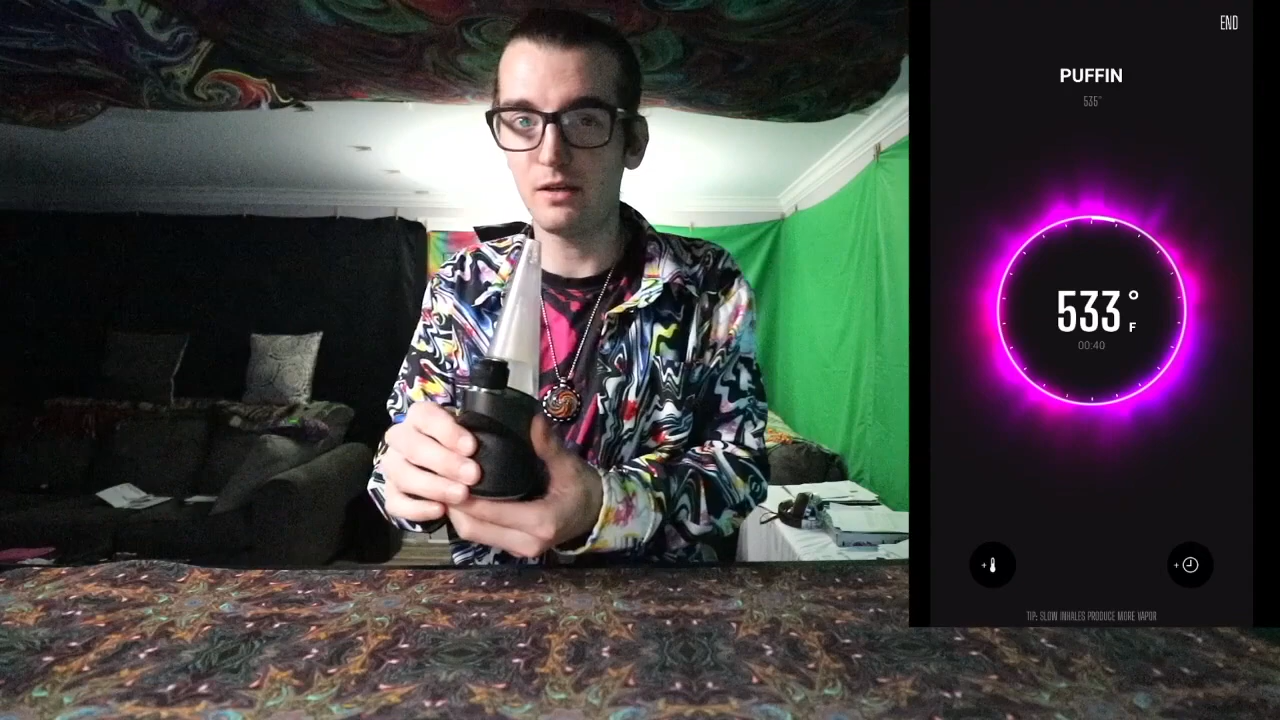 END
PUFFIN
535°
533°
F
00:40
+
+
TIP: SLOW INHALES PRODUCE MORE VAPOR